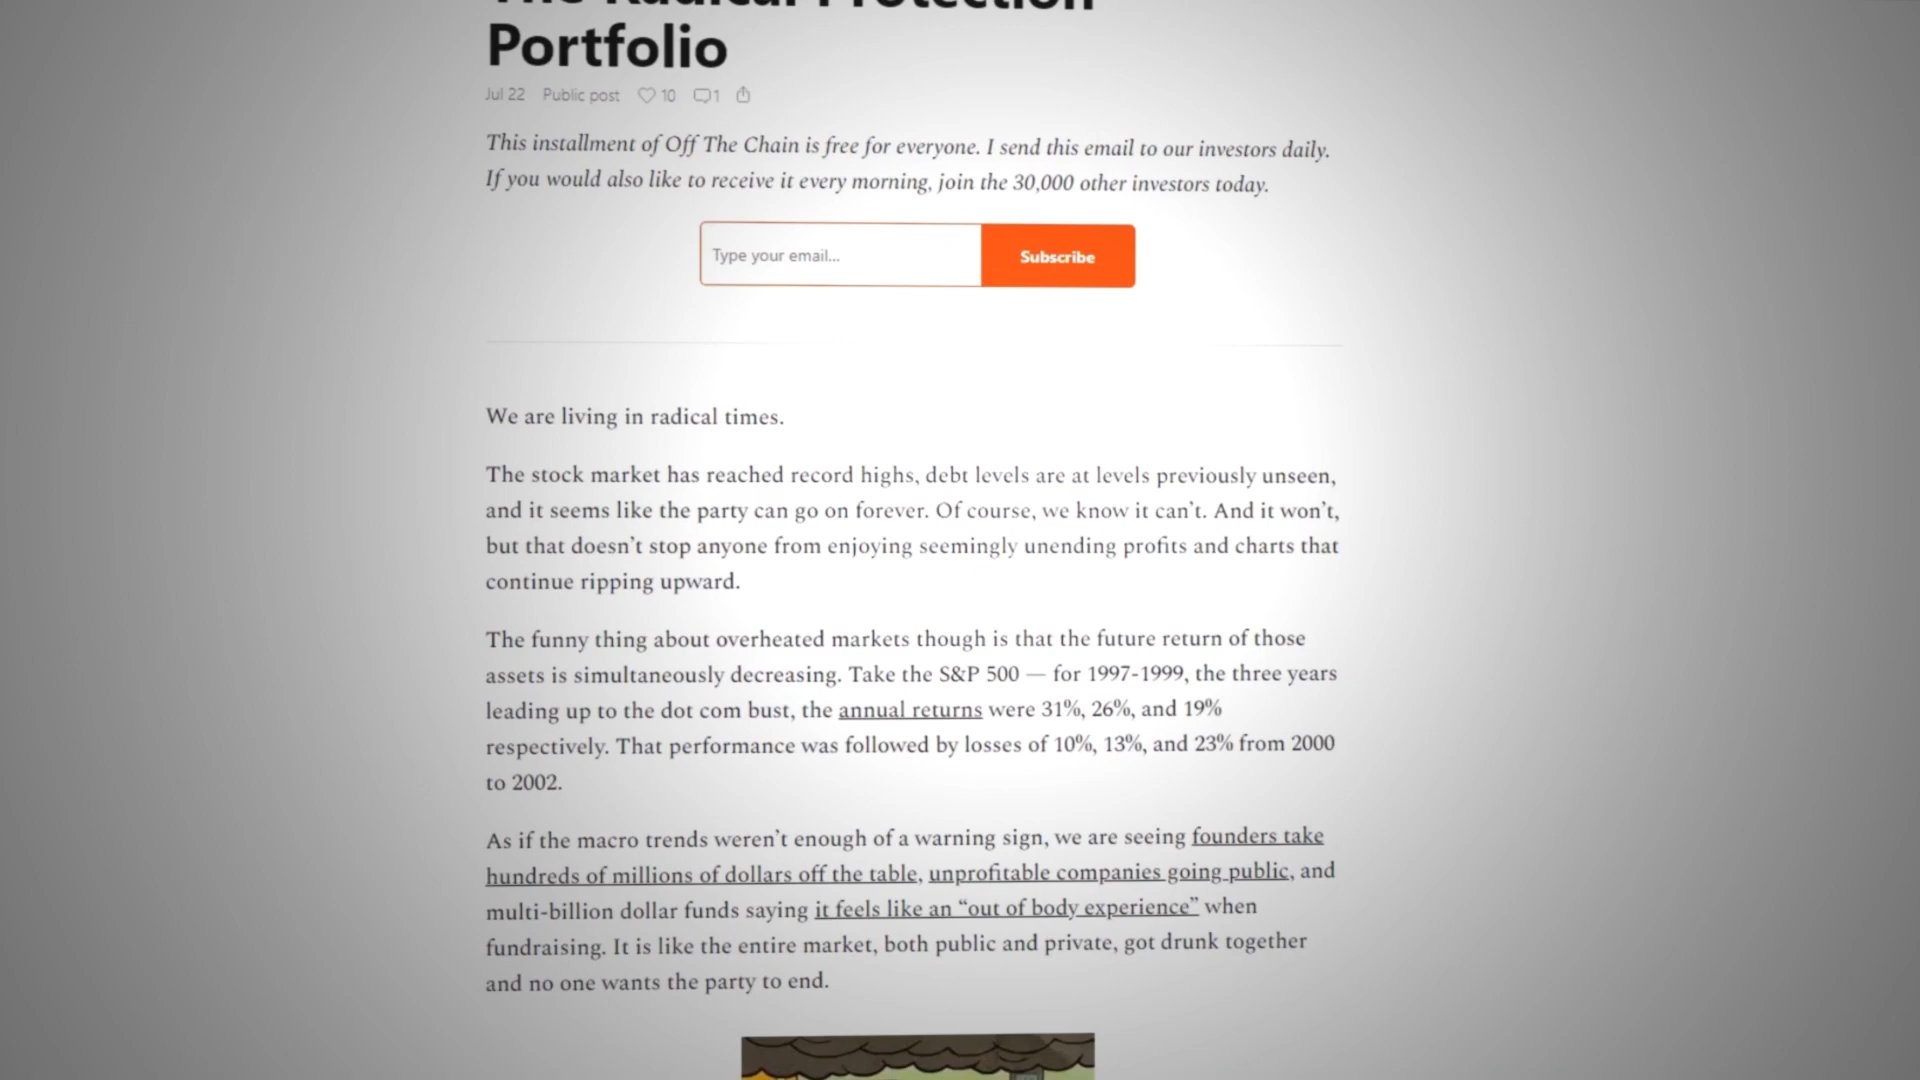 The Radical Protection
Portfolio
Jul 22 Public post 10 1
This installment of Off The Chain is free for everyone. I send this email to our investors daily.
If you would also like to receive it every morning, join the 30,000 other investors today.
Type your email...
Subscribe
We are living in radical times.
The stock market has reached record highs, debt levels are at levels previously unseen,
and it seems like the party can go on forever. Of course, we know it can’t. And it won’t,
but that doesn’t stop anyone from enjoying seemingly unending profits and charts that
continue ripping upward.
The funny thing about overheated markets though is that the future return of those
assets is simultaneously decreasing. Take the S&P 500 — for 1997-1999, the three years
leading up to the dot com bust, the annual returns were 31%, 26%, and 19%
respectively. That performance was followed by losses of 10%, 13%, and 23% from 2000
to 2002.
As if the macro trends weren’t enough of a warning sign, we are seeing founders take
hundreds of millions of dollars off the table, unprofitable companies going public, and
multi-billion dollar funds saying it feels like an “out of body experience” when
fundraising. It is like the entire market, both public and private, got drunk together
and no one wants the party to end.